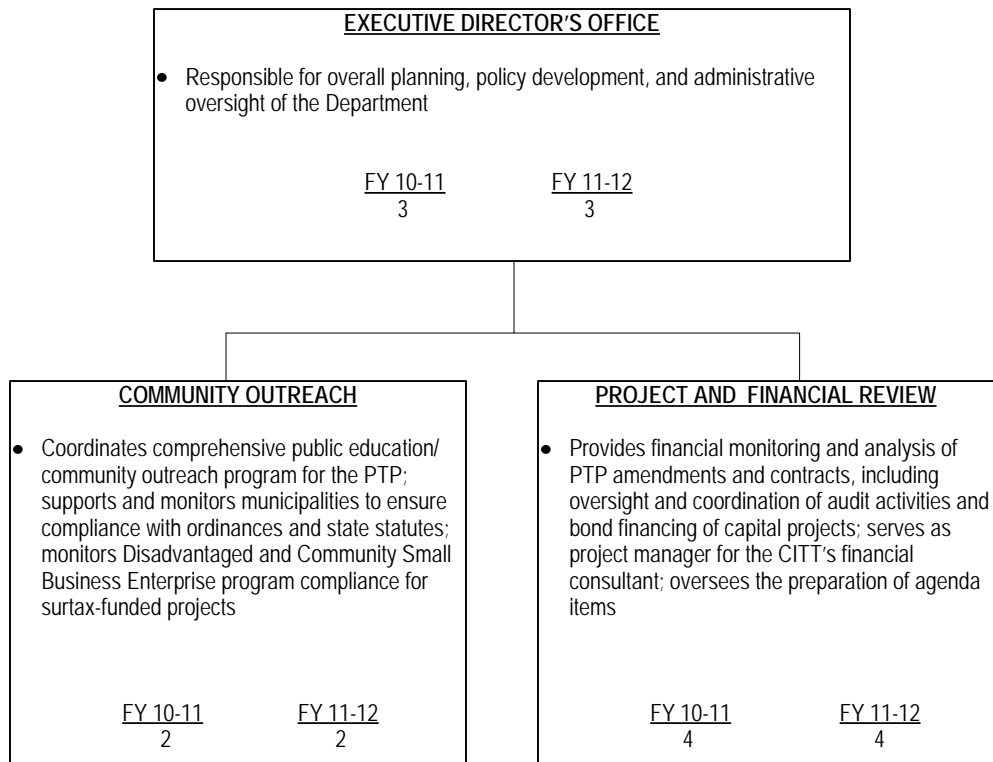 EXECUTIVE DIRECTOR'S OFFICE
• Responsible for overall planning, policy development, and administrative
oversight of the Department
FY 10-11 FY 11-12
3 3
COMMUNITY OUTREACH
• Coordinates comprehensive public education/
community outreach program for the PTP;
supports and monitors municipalities to ensure
compliance with ordinances and state statutes;
monitors Disadvantaged and Community Small
Business Enterprise program compliance for
surtax-funded projects
FY 10-11 FY 11-12
2 2
PROJECT AND FINANCIAL REVIEW
• Provides financial monitoring and analysis of
PTP amendments and contracts, including
oversight and coordination of audit activities and
bond financing of capital projects; serves as
project manager for the CITT's financial
consultant; oversees the preparation of agenda
items
FY 10-11 FY 11-12
4 4